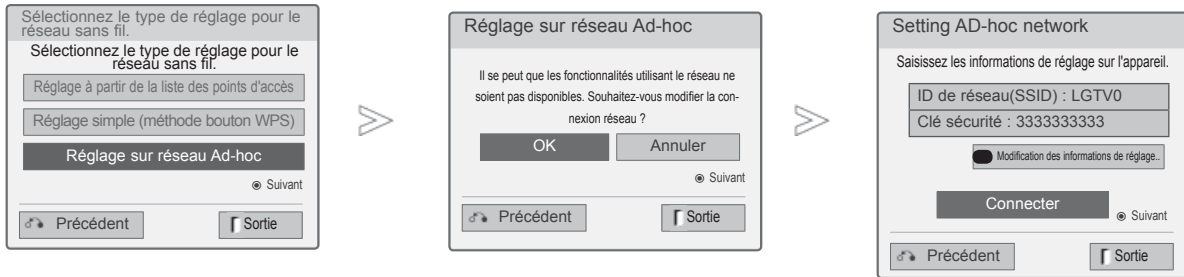 Sélectionnez le type de réglage pour le
réseau sans fil.
Sélectionnez le type de réglage pour le
réseau sans fil.
Réglage à partir de la liste des points d'accès
Réglage simple (méthode bouton WPS)
Réglage sur réseau Ad-hoc
Suivant
Précédent
Sortie
Réglage sur réseau Ad-hoc
Il se peut que les fonctionnalités utilisant le réseau ne
soient pas disponibles. Souhaitez-vous modifier la con-
nexion réseau ?
OK
Annuler
Suivant
Précédent
Sortie
Setting AD-hoc network
Saisissez les informations de réglage sur l'appareil.
ID de réseau(SSID) : LGTV0
Clé sécurité : 3333333333
Modification des informations de réglage..
Connecter
Suivant
Précédent
Sortie